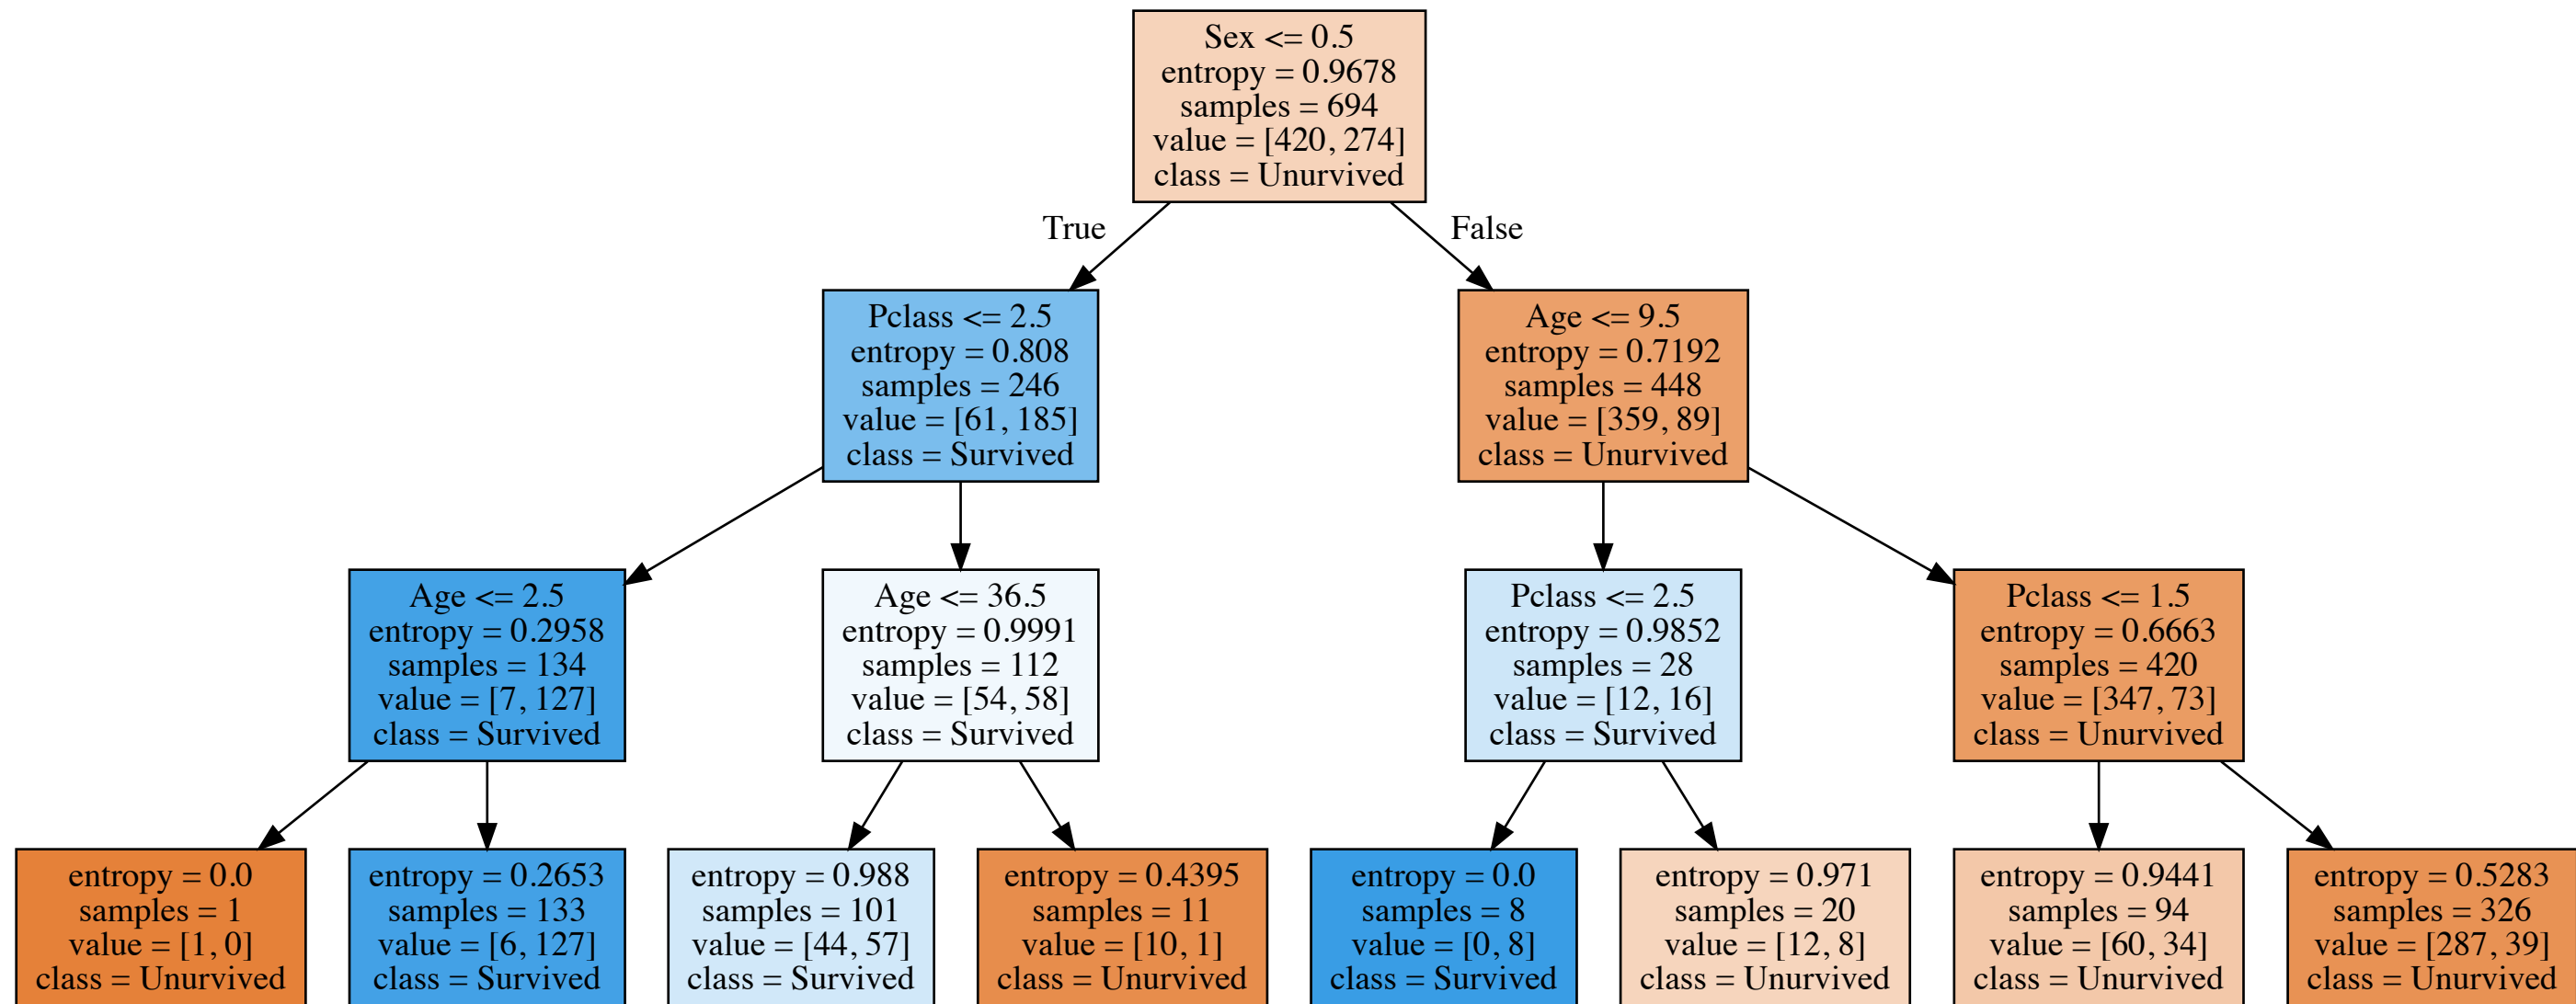 Sex <= 0.5
entropy = 0.9678
samples = 694
value = [420, 274]
class = Unurvived
True
False
Pclass <= 2.5
entropy = 0.808
samples = 246
value = [61, 185]
class = Survived
Age <= 9.5
entropy = 0.7192
samples = 448
value = [359, 89]
class = Unurvived
Age <= 2.5
entropy = 0.2958
samples = 134
value = [7, 127]
class = Survived
Age <= 36.5
entropy = 0.9991
samples = 112
value = [54, 58]
class = Survived
Pclass <= 2.5
entropy = 0.9852
samples = 28
value = [12, 16]
class = Survived
Pclass <= 1.5
entropy = 0.6663
samples = 420
value = [347, 73]
class = Unurvived
entropy = 0.0
samples = 1
value = [1, 0]
class = Unurvived
entropy = 0.2653
samples = 133
value = [6, 127]
class = Survived
entropy = 0.988
samples = 101
value = [44, 57]
class = Survived
entropy = 0.4395
samples = 11
value = [10, 1]
class = Unurvived
entropy = 0.0
samples = 8
value = [0, 8]
class = Survived
entropy = 0.971
samples = 20
value = [12, 8]
class = Unurvived
entropy = 0.9441
samples = 94
value = [60, 34]
class = Unurvived
entropy = 0.5283
samples = 326
value = [287, 39]
class = Unurvived